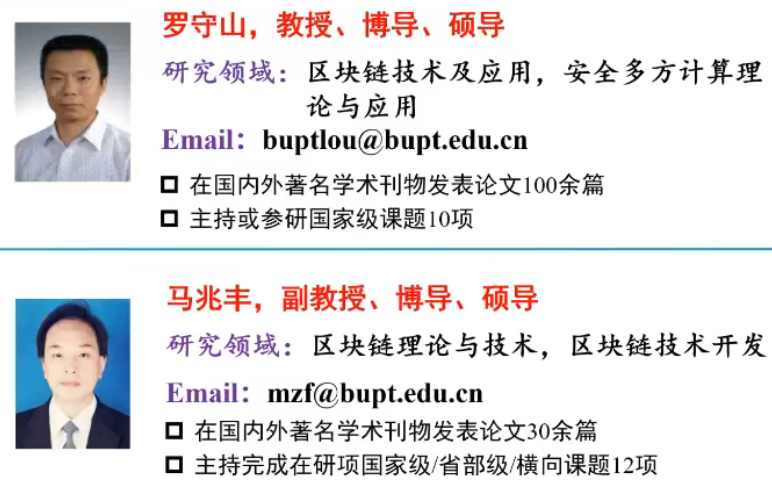 罗守山，教授、博导、硕导
研究领域：区块链技术及应用，安全多方计算理
论与应用
Email：buptlou@bupt.edu.cn
在国内外著名学术刊物发表论文100余篇
主持或参研国家级课题10项
马兆丰，副教授、博导、硕导
研究领域：区块链理论与技术，区块链技术开发
Email：mzf@bupt.edu.cn
在国内外著名学术刊物发表论文30余篇
主持完成在研项国家级/省部级/横向课题12项